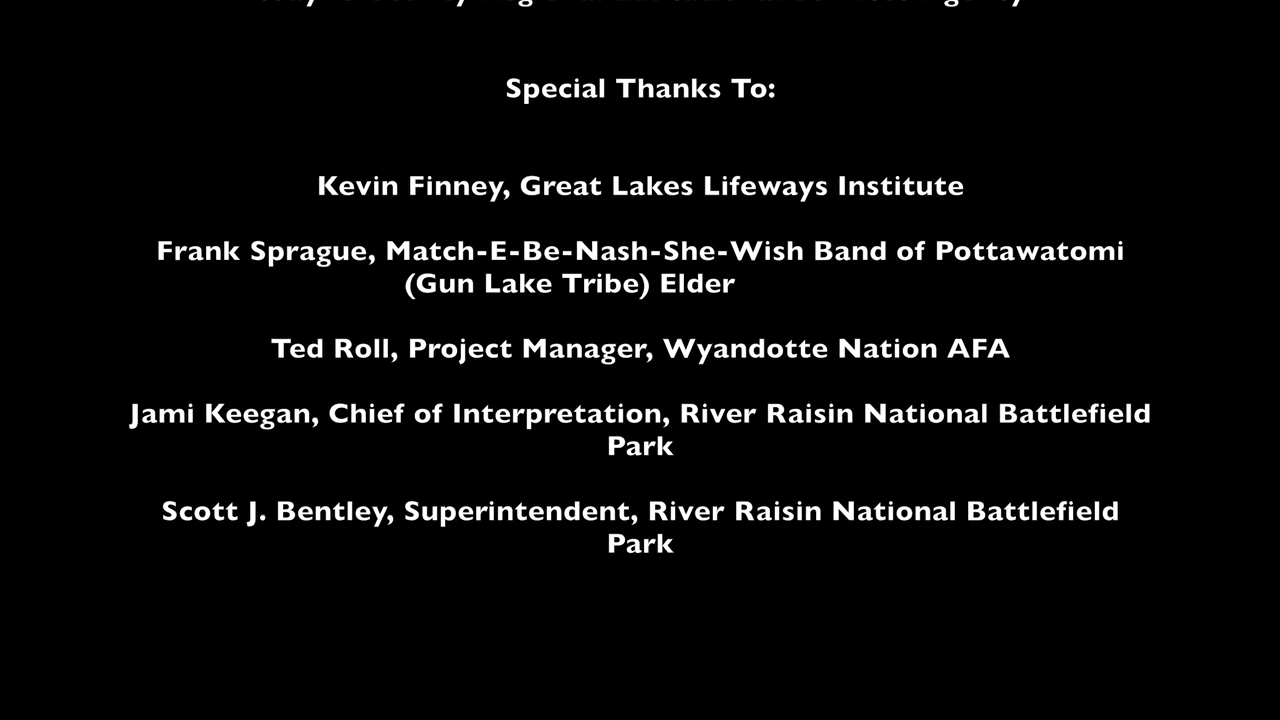 Special Thanks To:
Kevin Finney, Great Lakes Lifeways Institute
Frank Sprague, Match-E-Be-Nash-She-Wish Band of Pottawatomi
(Gun Lake Tribe) Elder
Ted Roll, Project Manager, Wyandotte Nation AFA
Jami Keegan, Chief of Interpretation, River Raisin National Battlefield
Park
Scott J. Bentley, Superintendent, River Raisin National Battlefield
Park